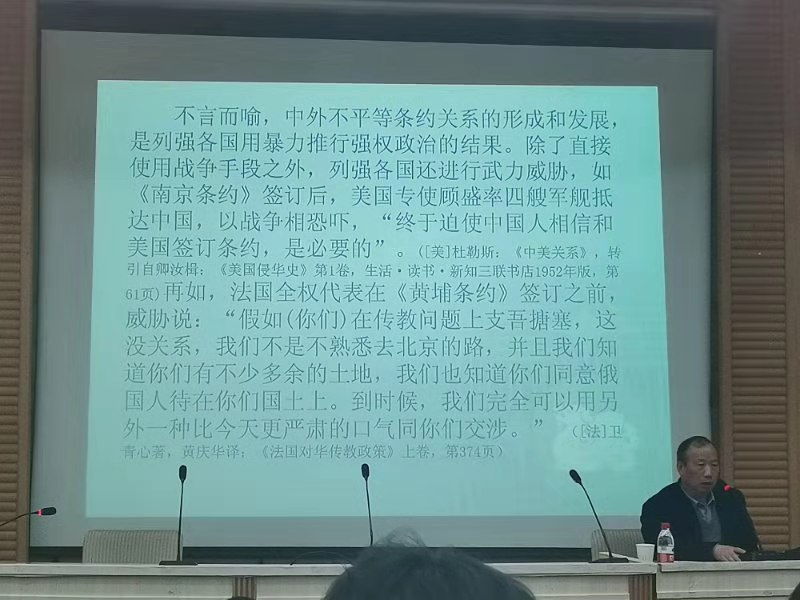 不言而喻，中外不平等条约关系的形成和发展，
是列强各国用暴力推行强权政治的结果。除了直接
使用战争手段之外，列强各国还进行武力威胁，如
《南京条约》签订后，美国专使顾盛率四艘军舰抵
达中国，以战争相恐吓，“终于迫使中国人相信和
美国签订条约，是必要的”。([美]杜勒斯：《中美关系》，转
引自卿汝楫：《美国侵华史》第1卷，生活·读书·新知三联书店1952年版，第
61页)再如，法国全权代表在《黄埔条约》签订之前，
威胁说：“假如(你们)在传教问题上支吾搪塞，这
没关系，我们不是不熟悉去北京的路，并且我们知
道你们有不少多余的土地，我们也知道你们同意俄
国人待在你们国土上。到时候，我们完全可以用另
外一种比今天更严肃的口气同你们交涉。”（[法]卫
青心著，黄庆华译：《法国对华传教政策》上卷，第374页）